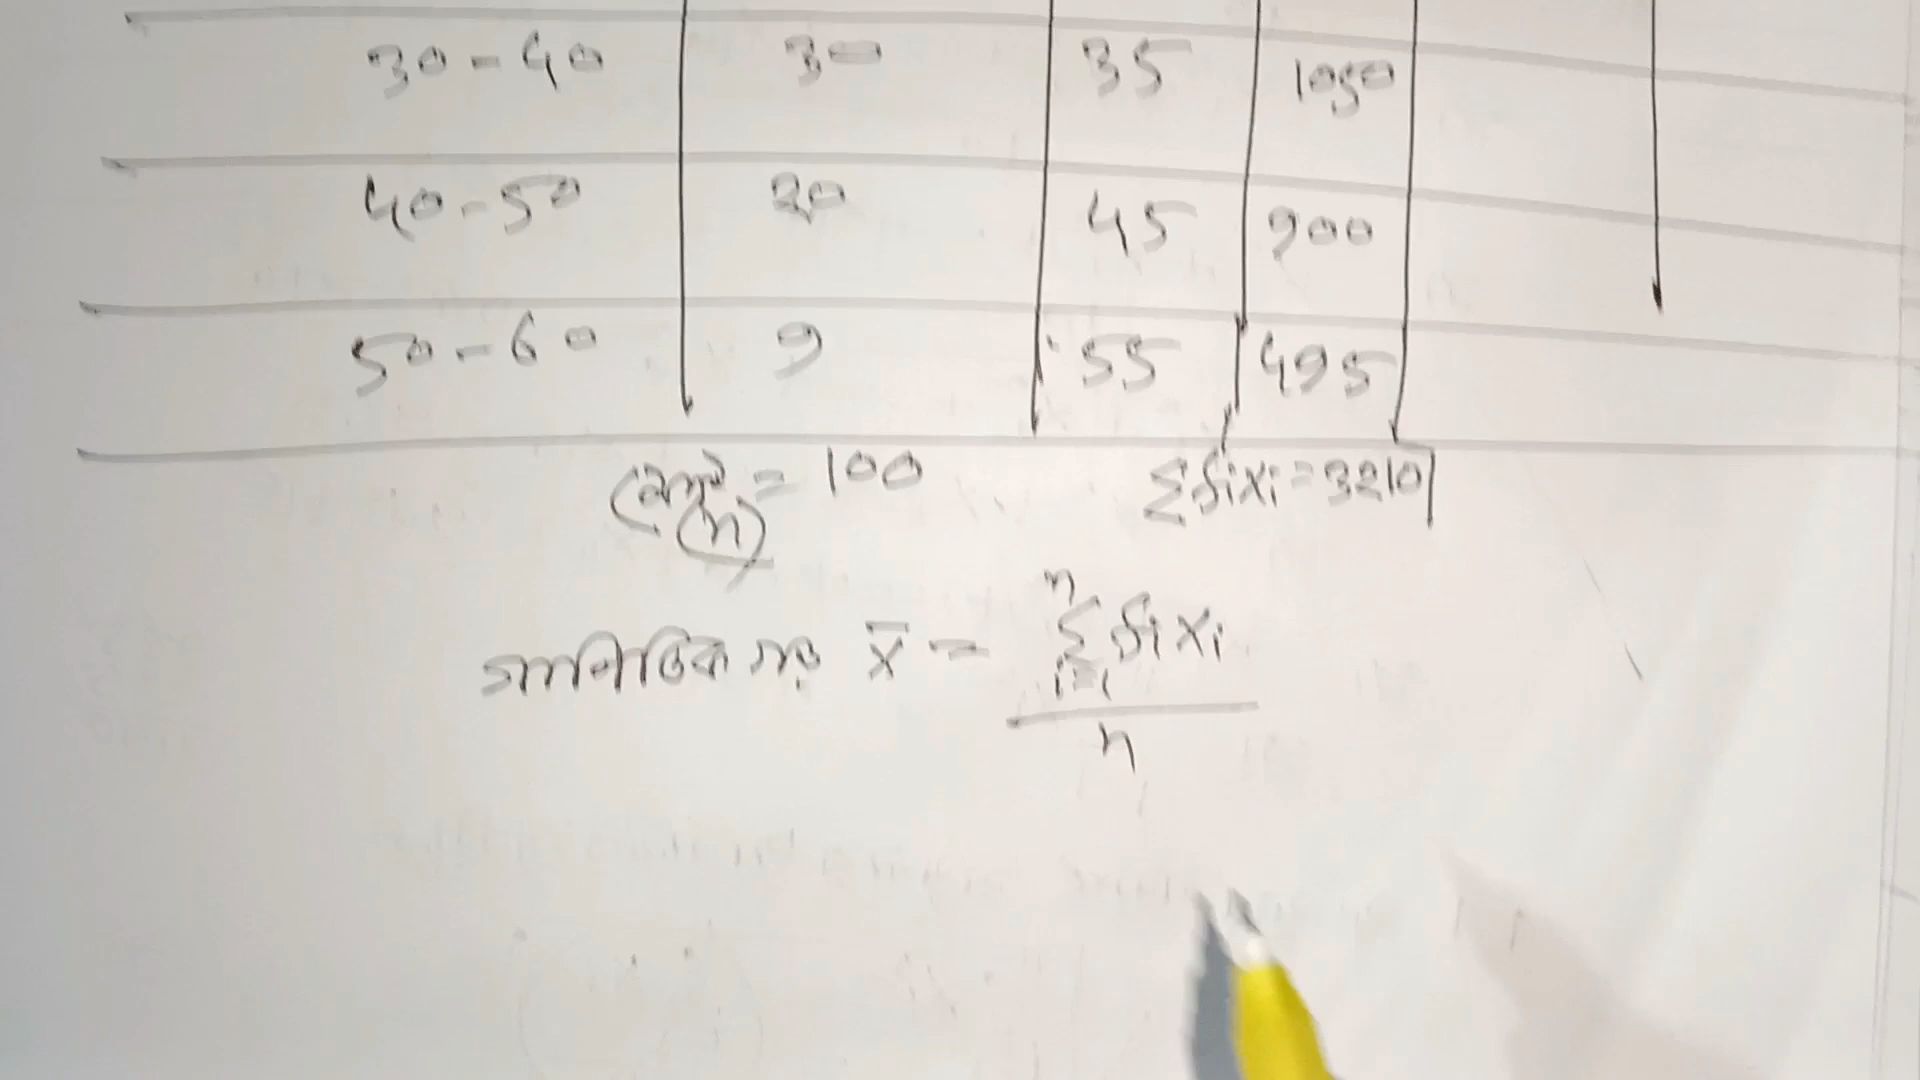 30-40 30 35 1050
40-50 20 45 900
50-60 9 55 495
(n) = 100 Σfixi = 3210
গাণিতিক গড় x̄ = Σfixi
n i=1
n